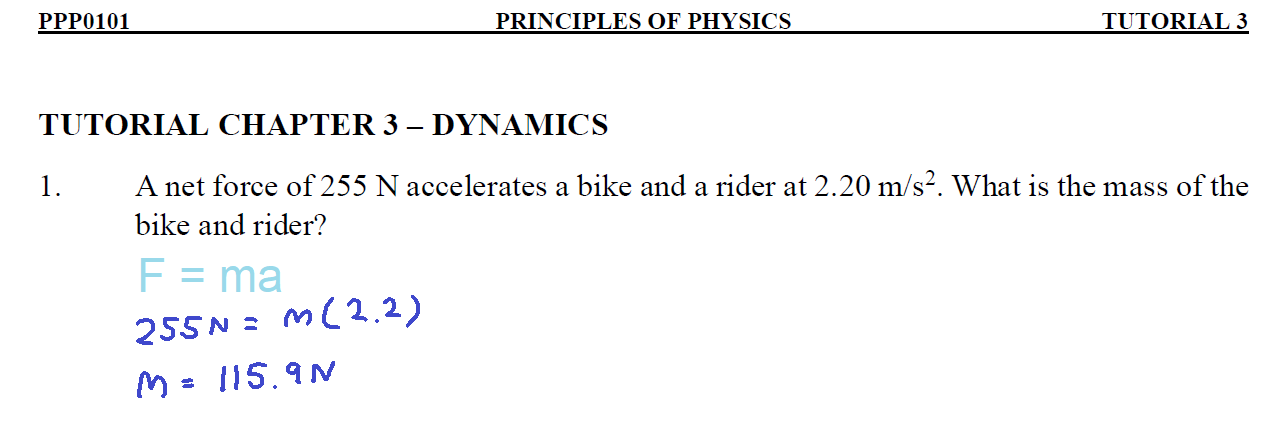 PPP0101 PRINCIPLES OF PHYSICS TUTORIAL 3
TUTORIAL CHAPTER 3 – DYNAMICS
1. A net force of 255 N accelerates a bike and a rider at 2.20 m/s². What is the mass of the
bike and rider?
F = ma
255N = m(2.2)
m = 115.9N